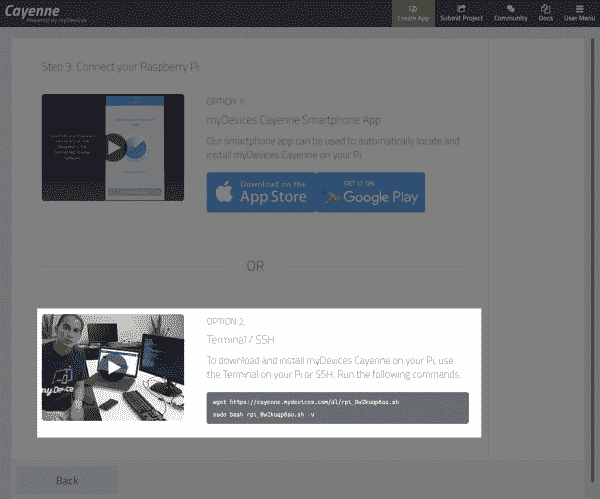 Cayenne
Powered by myDevices
Create App
Submit Project
Community
Docs
User Menu
Step 3: Connect your Raspberry Pi
OPTION 1:
myDevices Cayenne Smartphone App
Our smartphone app can be used to automatically locate and
install myDevices Cayenne on your Pi.
Download on the
App Store
GET IT ON
Google Play
OR
OPTION 2:
Terminal / SSH
To download and install myDevices Cayenne on your Pi, use
the Terminal on your Pi or SSH. Run the following commands.
wget https://cayenne.mydevices.com/dl/rpi_0w2kuqp6au.sh
sudo bash rpi_0w2kuqp6au.sh -v
Back